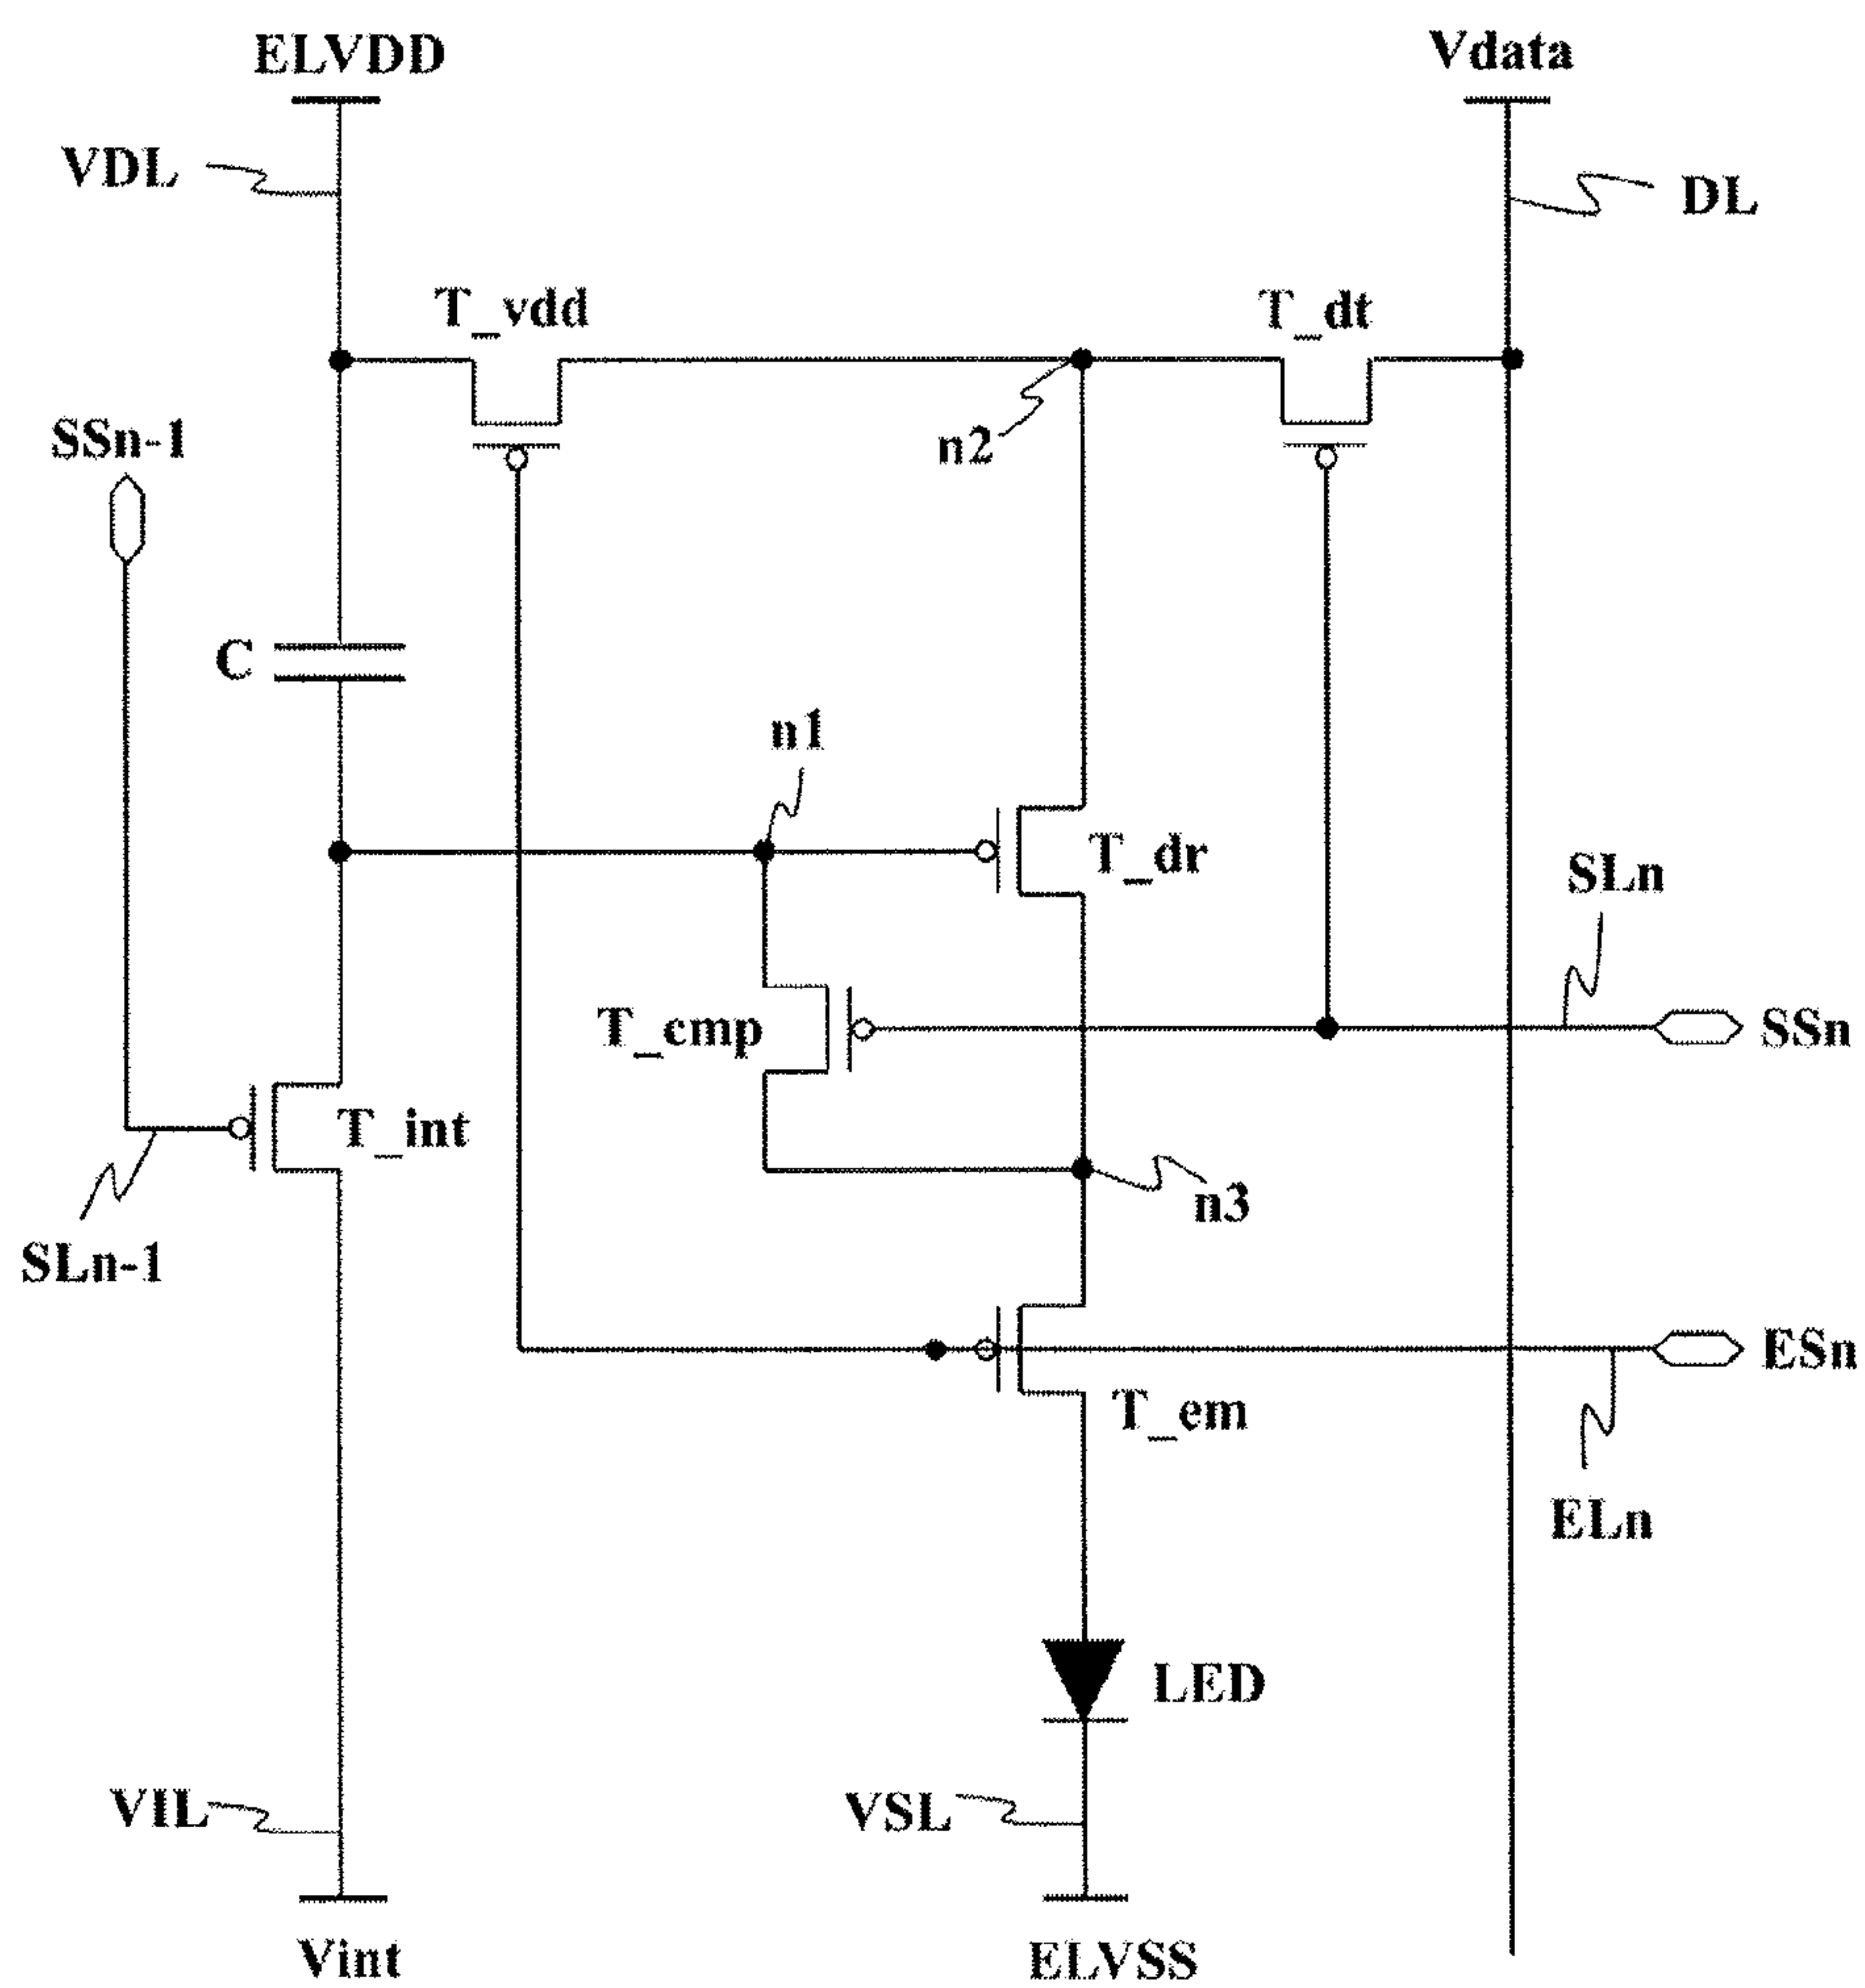 ELVDD
Vdata
VDL
DL
T_vdd
T_dt
SSn-1
n2
C
n1
T_dr
SLn
T_cmp
SSn
T_int
n3
SLn-1
ESn
T_em
ELn
LED
VIL
VSL
Vint
ELVSS